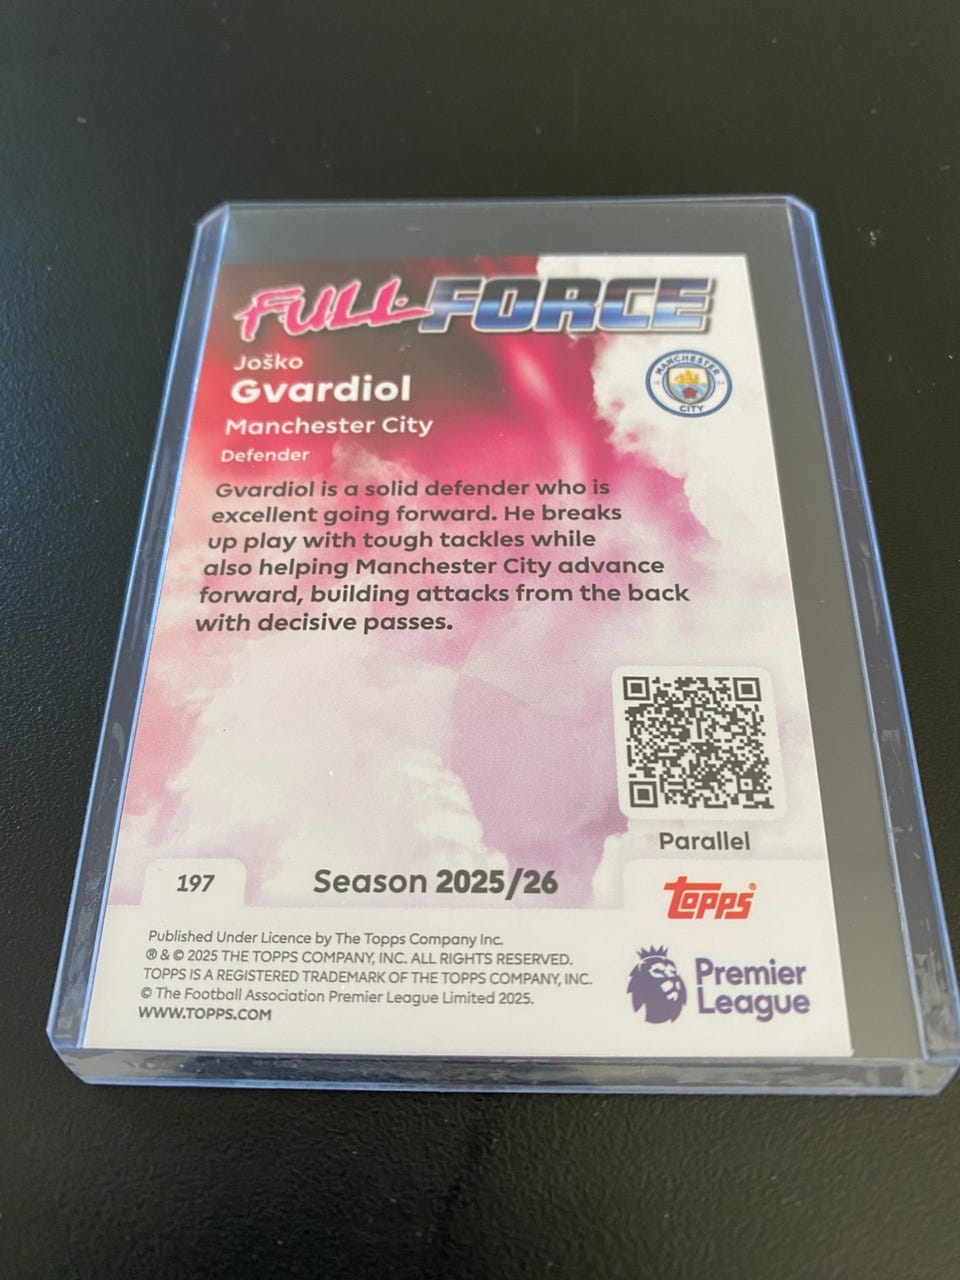 FULL FORCE
Joško
Gvardiol
Manchester City
Defender
MANCHESTER
CITY
Gvardiol is a solid defender who is
excellent going forward. He breaks
up play with tough tackles while
also helping Manchester City advance
forward, building attacks from the back
with decisive passes.
Parallel
197
Season 2025/26
Topps®
Published Under Licence by The Topps Company Inc.
® & © 2025 THE TOPPS COMPANY, INC. ALL RIGHTS RESERVED.
TOPPS IS A REGISTERED TRADEMARK OF THE TOPPS COMPANY, INC.
© The Football Association Premier League Limited 2025.
WWW.TOPPS.COM
Premier
League